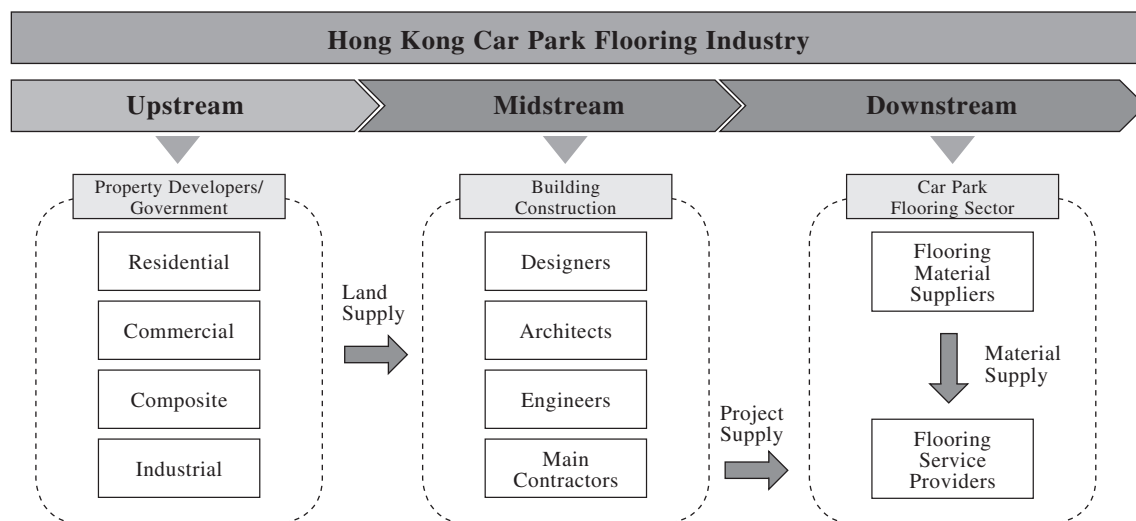 Hong Kong Car Park Flooring Industry
Upstream
Midstream
Downstream
Property Developers/
Government
Residential
Commercial
Composite
Industrial
Land
Supply
Building
Construction
Designers
Architects
Engineers
Main
Contractors
Project
Supply
Car Park
Flooring Sector
Flooring
Material
Suppliers
Material
Supply
Flooring
Service
Providers